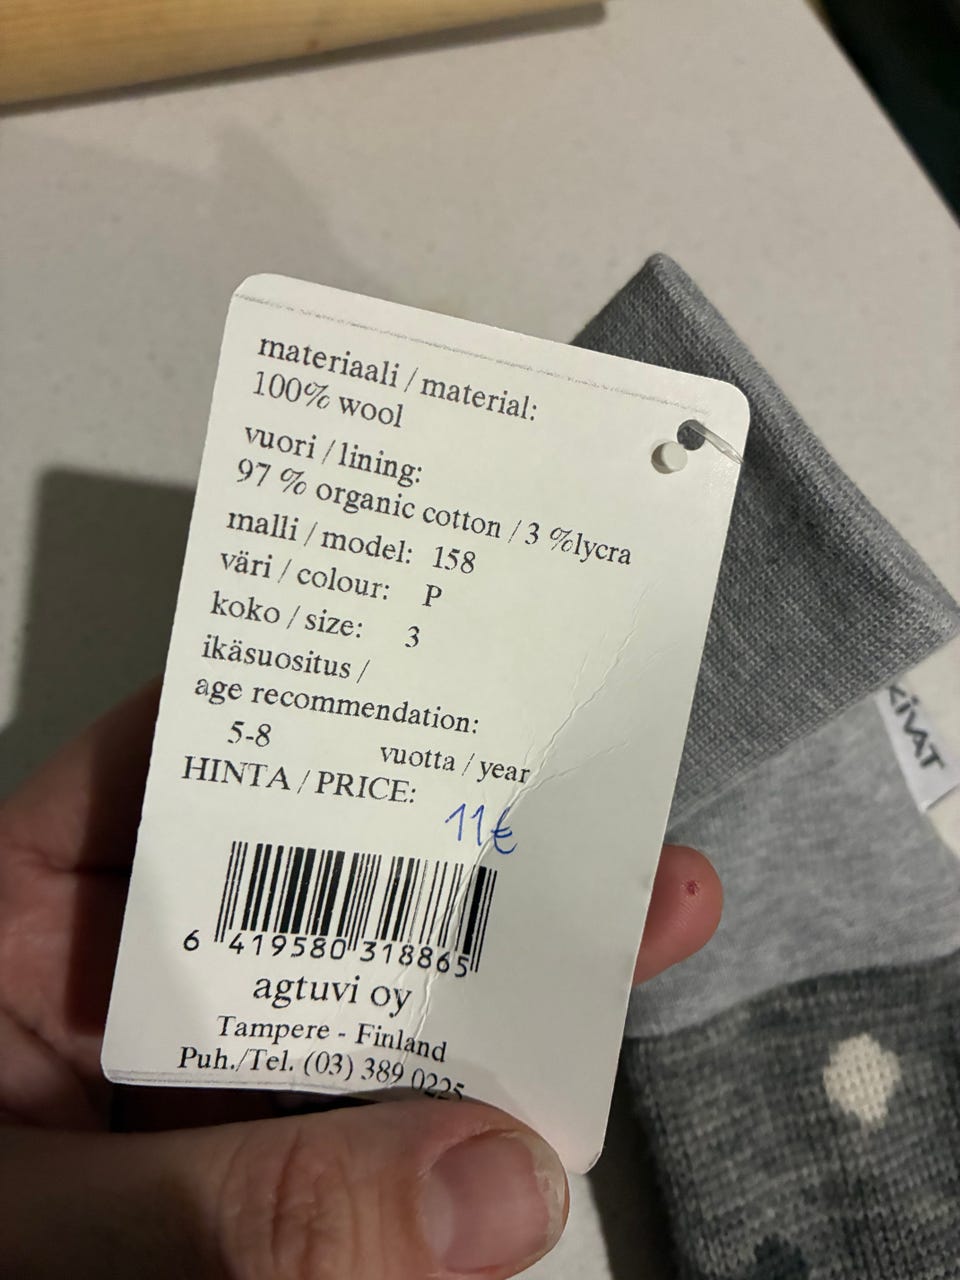 materiaali / material:
100% wool
vuori / lining:
97 % organic cotton / 3 %lycra
malli / model: 158
väri / colour: P
koko / size: 3
ikäsuositus /
age recommendation:
5-8 vuotta / year
HINTA / PRICE:
11€
6 419580 318865
agtuvi oy
Tampere - Finland
Puh./Tel. (03) 389 0225
KIVAT